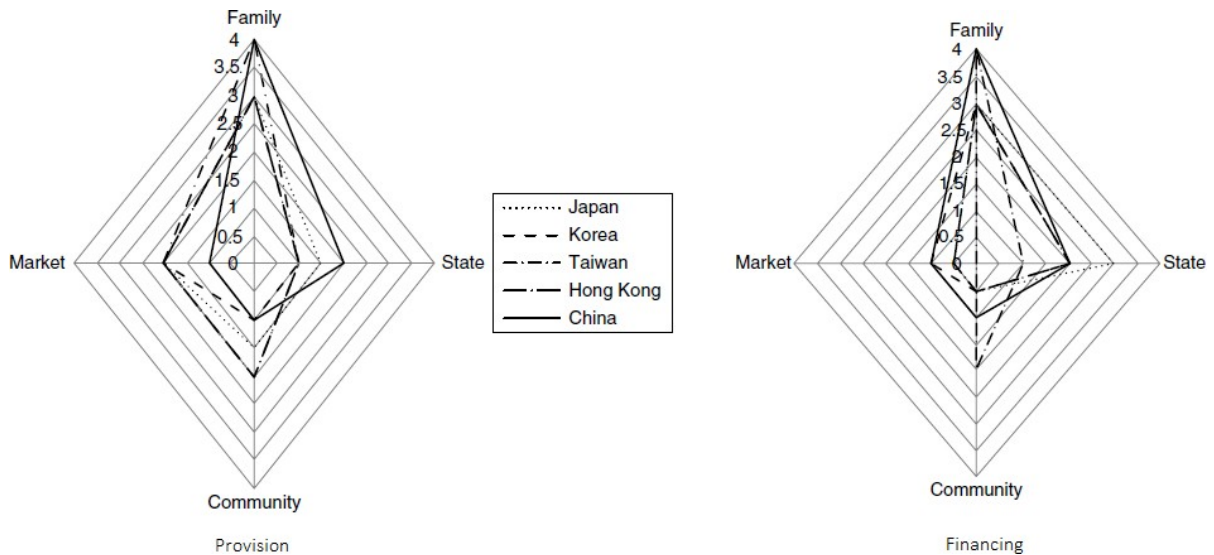 Family
4
3.5
3
2.5
2
1.5
1
0.5
0
Market
State
Community
Provision
Japan
Korea
Taiwan
Hong Kong
China
Family
4
3.5
3
2.5
2
1.5
1
0.5
0
Market
State
Community
Financing